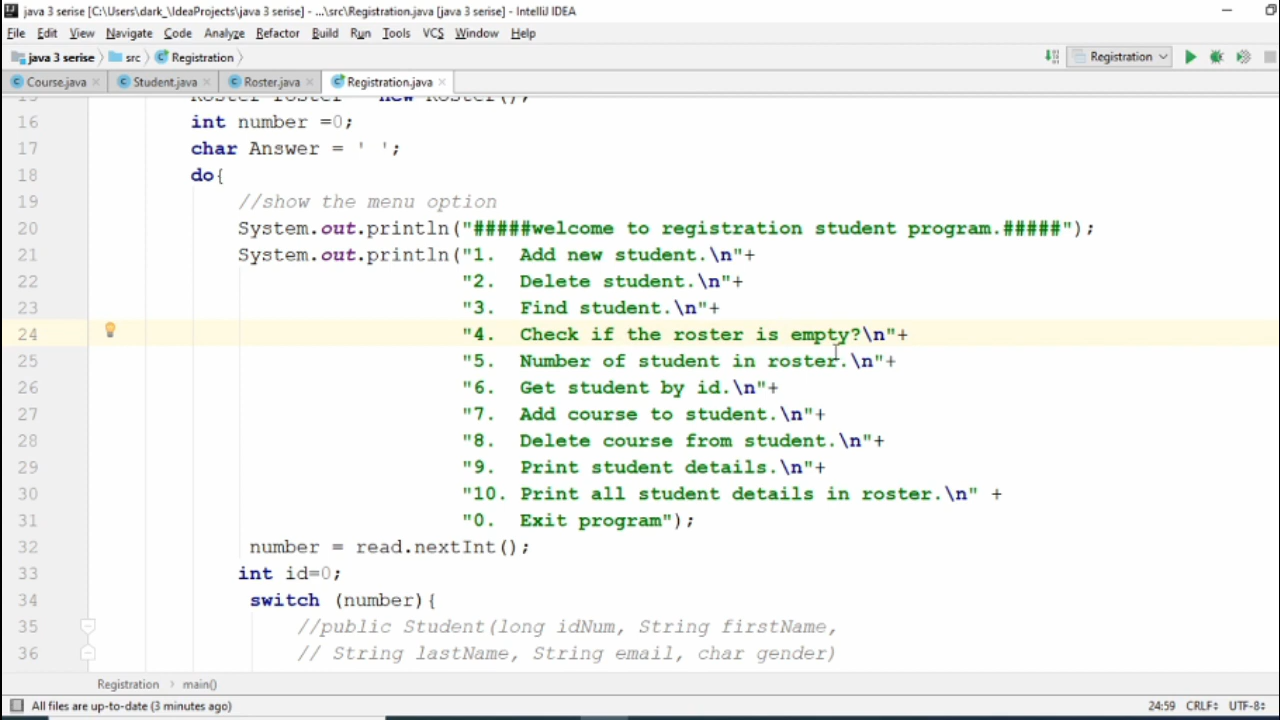 java 3 serise [C:\Users\dark_\IdeaProjects\java 3 serise] - ...\src\Registration.java [java 3 serise] - IntelliJ IDEA
File Edit View Navigate Code Analyze Refactor Build Run Tools VCS Window Help
java 3 serise src Registration Registration
Course.java Student.java Roster.java Registration.java
15 Roster roster = new Roster();
16 int number =0;
17 char Answer = ' ';
18 do{
19 //show the menu option
20 System.out.println("#####welcome to registration student program.#####");
21 System.out.println("1.  Add new student.\n"+
22 "2.  Delete student.\n"+
23 "3.  Find student.\n"+
24 "4.  Check if the roster is empty?\n"+
25 "5.  Number of student in roster.\n"+
26 "6.  Get student by id.\n"+
27 "7.  Add course to student.\n"+
28 "8.  Delete course from student.\n"+
29 "9.  Print student details.\n"+
30 "10. Print all student details in roster.\n" +
31 "0.  Exit program");
32 number = read.nextInt();
33 int id=0;
34 switch (number){
35 //public Student(long idNum, String firstName,
36 // String lastName, String email, char gender)
Registration main()
All files are up-to-date (3 minutes ago) 24:59 CRLF UTF-8